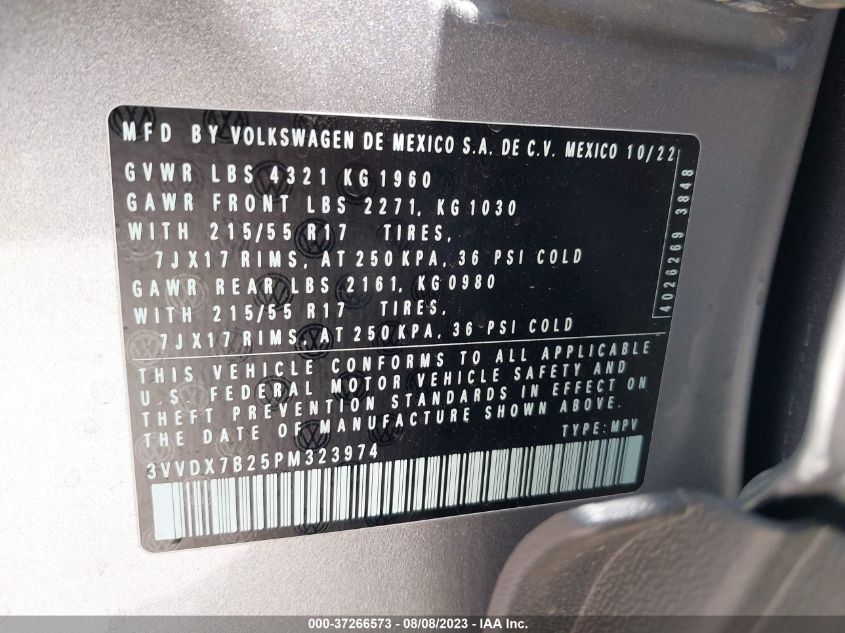 MFD BY VOLKSWAGEN DE MEXICO S.A. DE C.V. MEXICO 10/22
GVWR LBS 4321 KG 1960
GAWR FRONT LBS 2271, KG 1030
WITH 215/55 R17 TIRES,
7JX17 RIMS, AT 250 KPA, 36 PSI COLD
GAWR REAR LBS 2161, KG 0980
WITH 215/55 R17 TIRES,
7JX17 RIMS, AT 250 KPA, 36 PSI COLD
4026269 3848
THIS VEHICLE CONFORMS TO ALL APPLICABLE
U.S. FEDERAL MOTOR VEHICLE SAFETY AND
THEFT PREVENTION STANDARDS IN EFFECT ON
THE DATE OF MANUFACTURE SHOWN ABOVE.
TYPE: MPV
3VVDX7B25PM323974
000-37266573 - 08/08/2023 - IAA Inc.